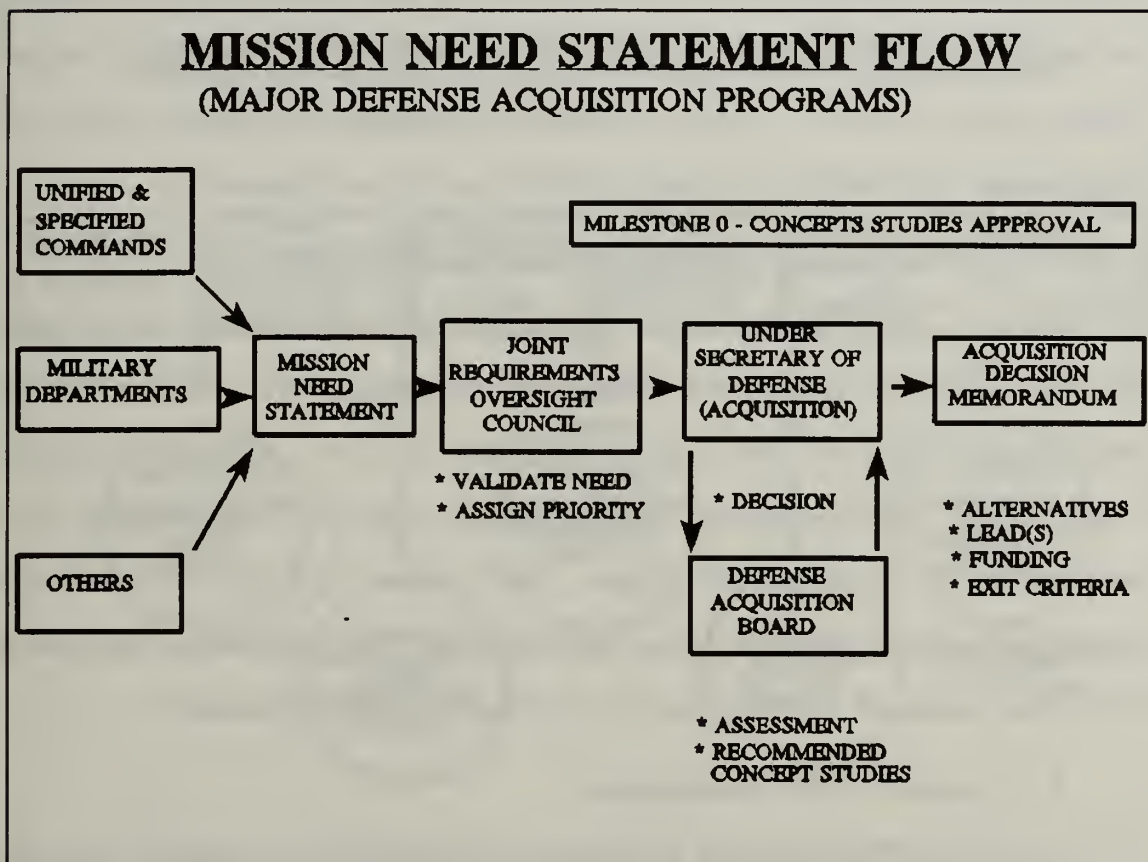 MISSION NEED STATEMENT FLOW
(MAJOR DEFENSE ACQUISITION PROGRAMS)
UNIFIED &
SPECIFIED
COMMANDS
MILESTONE 0 - CONCEPTS STUDIES APPPROVAL
MILITARY
DEPARTMENTS
MISSION
NEED
STATEMENT
JOINT
REQUIREMENTS
OVERSIGHT
COUNCIL
UNDER
SECRETARY OF
DEFENSE
(ACQUISITION)
ACQUISITION
DECISION
MEMORANDUM
* VALIDATE NEED
* ASSIGN PRIORITY
* DECISION
* ALTERNATIVES
* LEAD(S)
* FUNDING
* EXIT CRITERIA
OTHERS
DEFENSE
ACQUISITION
BOARD
* ASSESSMENT
* RECOMMENDED
CONCEPT STUDIES